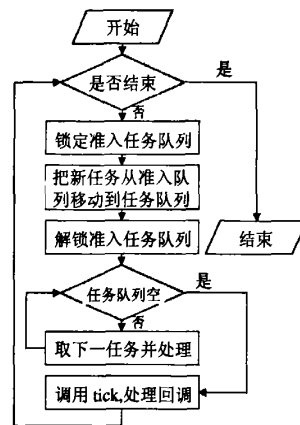 开始
是否结束
是
否
锁定准入任务队列
把新任务从准入队
列移动到任务队列
解锁准入任务队列
结束
任务队列空
是
否
取下一任务并处理
调用 tick,处理回调